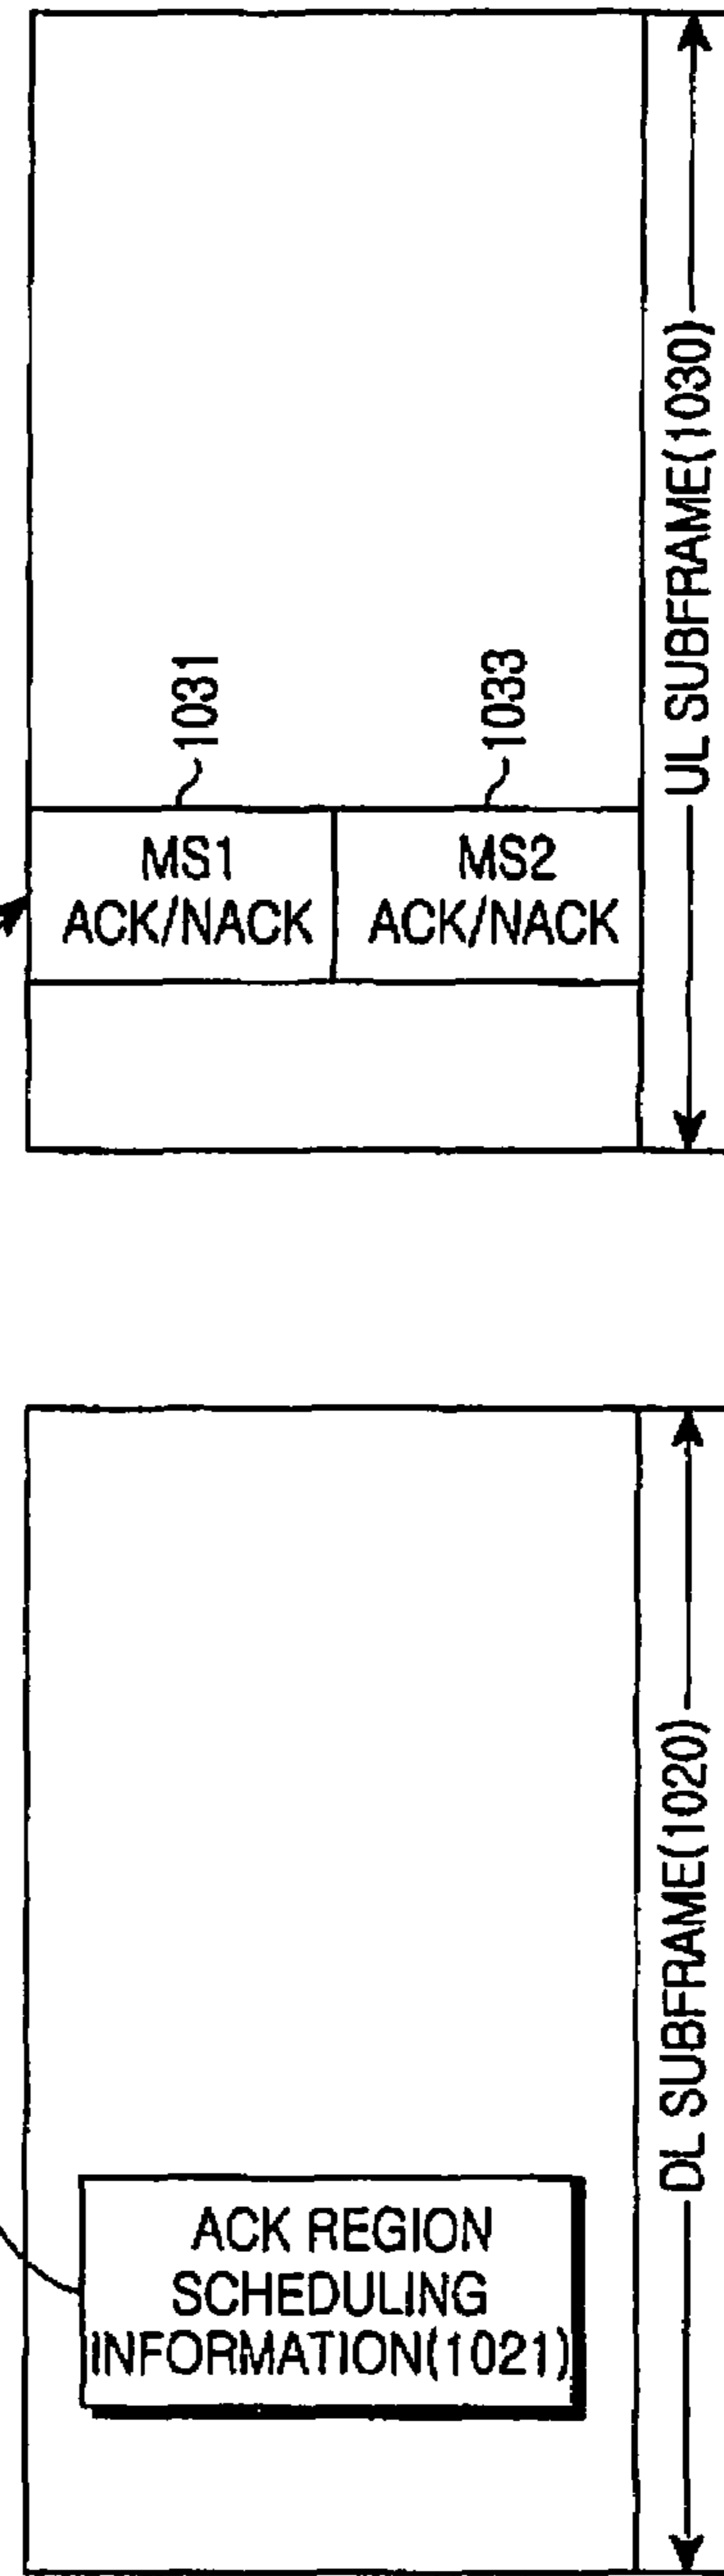 MS1
ACK/NACK
1031
MS2
ACK/NACK
1033
UL SUBFRAME(1030)
ACK REGION
SCHEDULING
INFORMATION(1021)
DL SUBFRAME(1020)